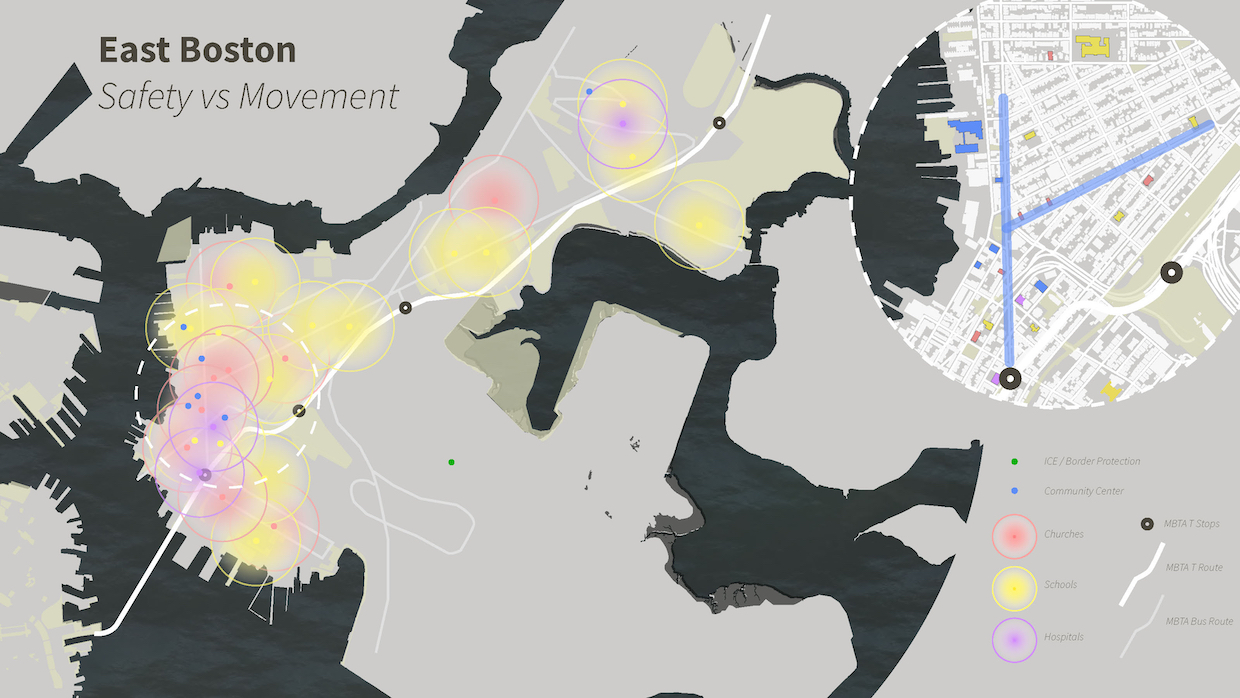 East Boston
Safety vs Movement
ICE / Border Protection
Community Center
Churches
Schools
Hospitals
MBTA T Stops
MBTA T Route
MBTA Bus Route